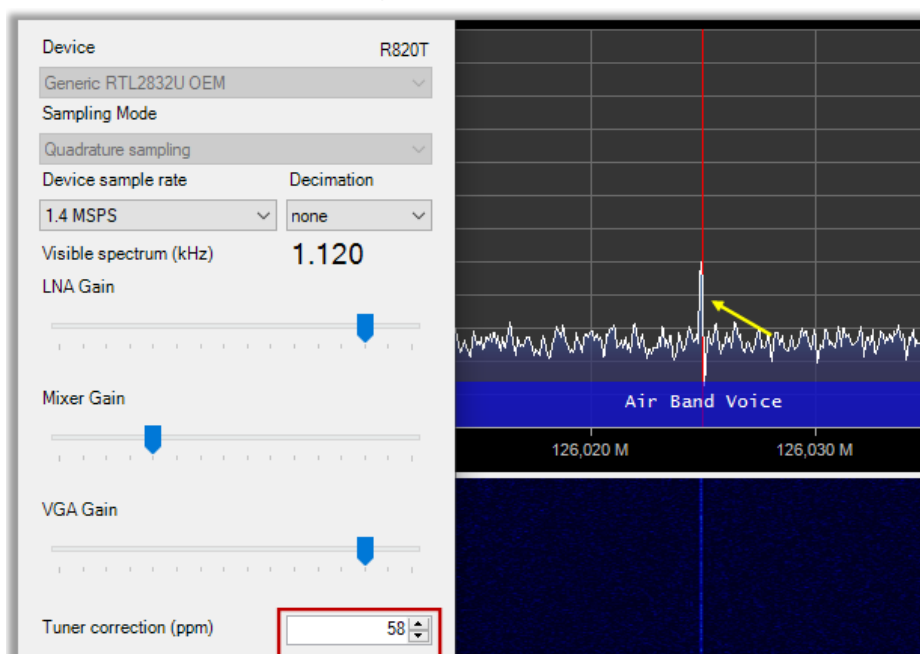 Device R820T
Generic RTL2832U OEM
Sampling Mode
Quadrature sampling
Device sample rate Decimation
1.4 MSPS none
Visible spectrum (kHz) 1.120
LNA Gain
Mixer Gain
VGA Gain
Tuner correction (ppm) 58
Air Band Voice
126,020 M 126,030 M